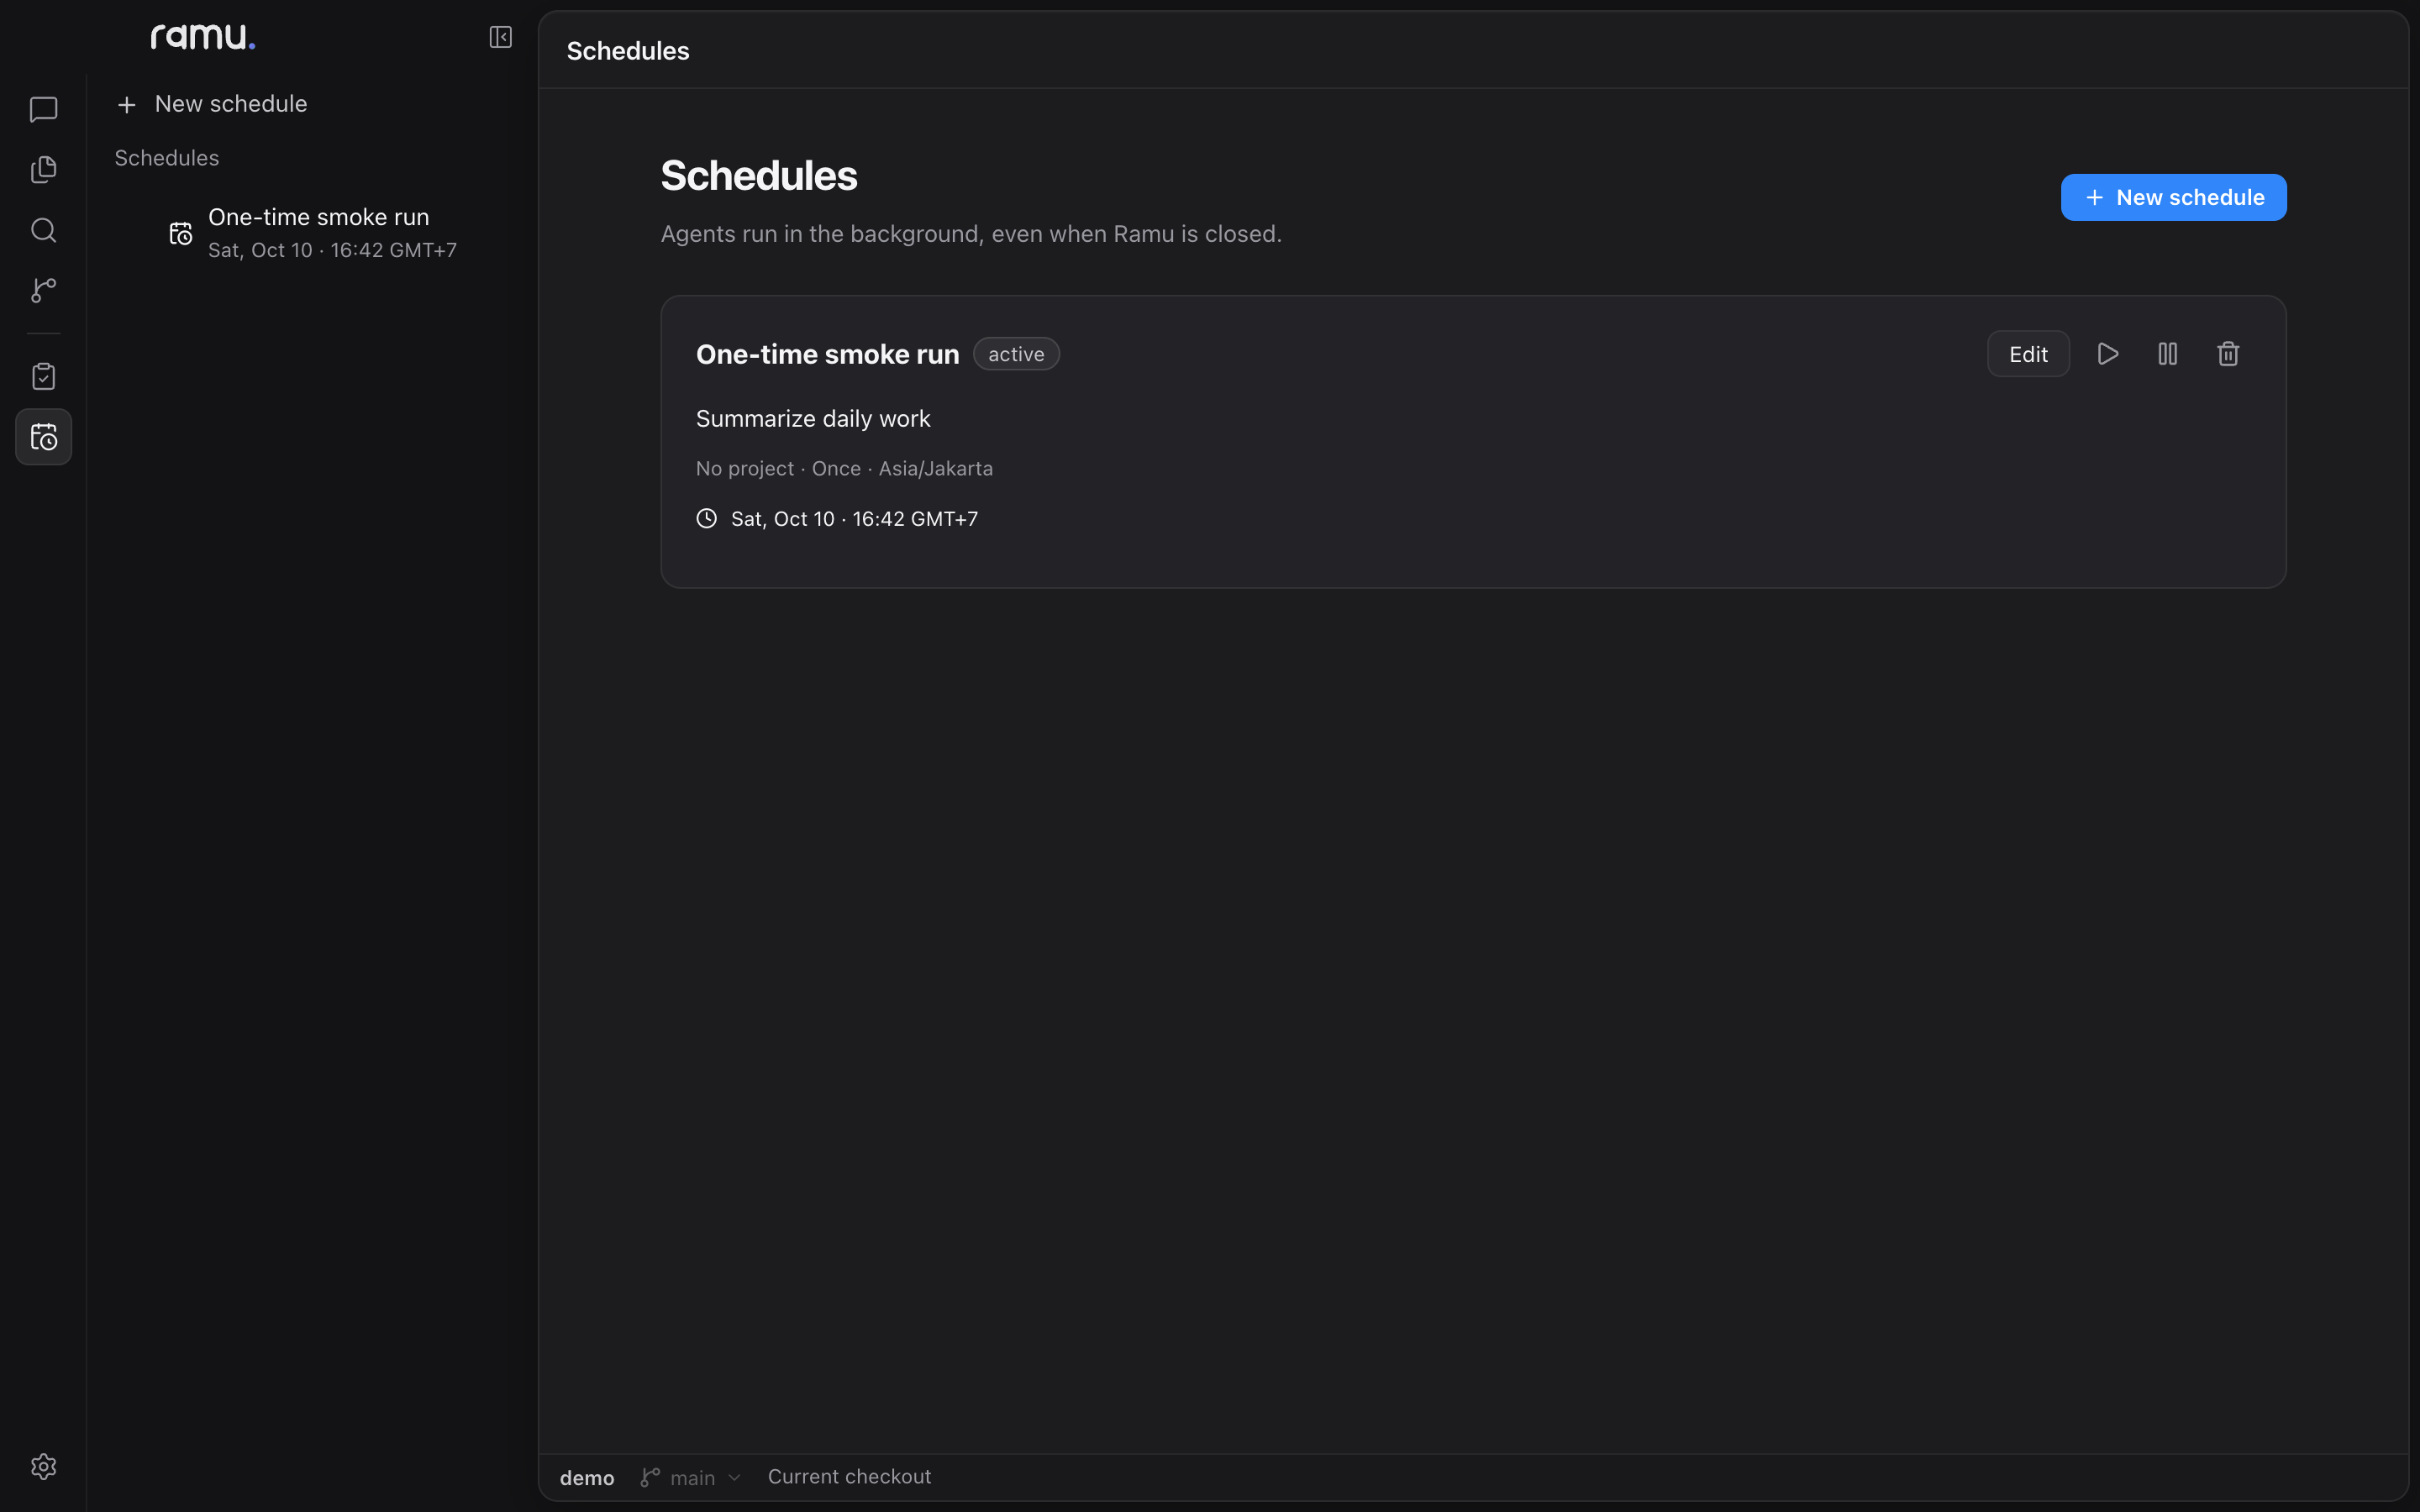 ramu.
New schedule
Schedules
One-time smoke run
Sat, Oct 10 · 16:42 GMT+7
Schedules
Schedules
Agents run in the background, even when Ramu is closed.
New schedule
One-time smoke run active
Edit
Summarize daily work
No project · Once · Asia/Jakarta
Sat, Oct 10 · 16:42 GMT+7
demo main Current checkout